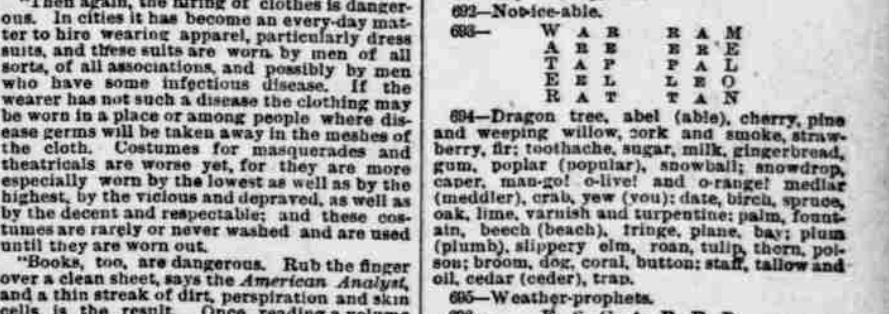 "Then again, the hiring of clothes is danger-
ous. In cities it has become an every-day mat-
ter to hire wearing apparel, particularly dress
suits, and these suits are worn by men of all
sorts, of all associations, and possibly by men
who have some infectious disease. If the
wearer has not such a disease the clothing may
be worn in a place or among people where dis-
ease germs will be taken away in the meshes of
the cloth. Costumes for masquerades and
theatricals are worse yet, for they are more
especially worn by the lowest as well as by the
highest, by the vicious and depraved, as well as
by the decent and respectable; and these cos-
tumes are rarely or never washed and are used
until they are worn out.
"Books, too, are dangerous. Rub the finger
over a clean sheet, says the American Analyst,
and a thin streak of dirt, perspiration and skin
cells is the result. Once reading a volume
692—Notice-able.
693— W A R R A M
A R E E R E
T A P P A L
E E L L E O
R A T T A N
694—Dragon tree, abel (able), cherry, pine
and weeping willow, cork and smoke, straw-
berry, fir; toothache, sugar, milk, gingerbread,
gum, poplar (popular), snowball; snowdrop,
caper, man-go! o-live! and o-range! medlar
(meddler), crab, yew (you); date, birch, spruce,
oak, lime, varnish and turpentine; palm, fount-
ain, beech (beach), fringe, plane, bay; plum
(plumb), slippery elm, roan, tulip, thorn, poi-
son; broom, dog, coral, button; staff, tallow and
oil, cedar (ceder), trap.
695—Weather-prophets.